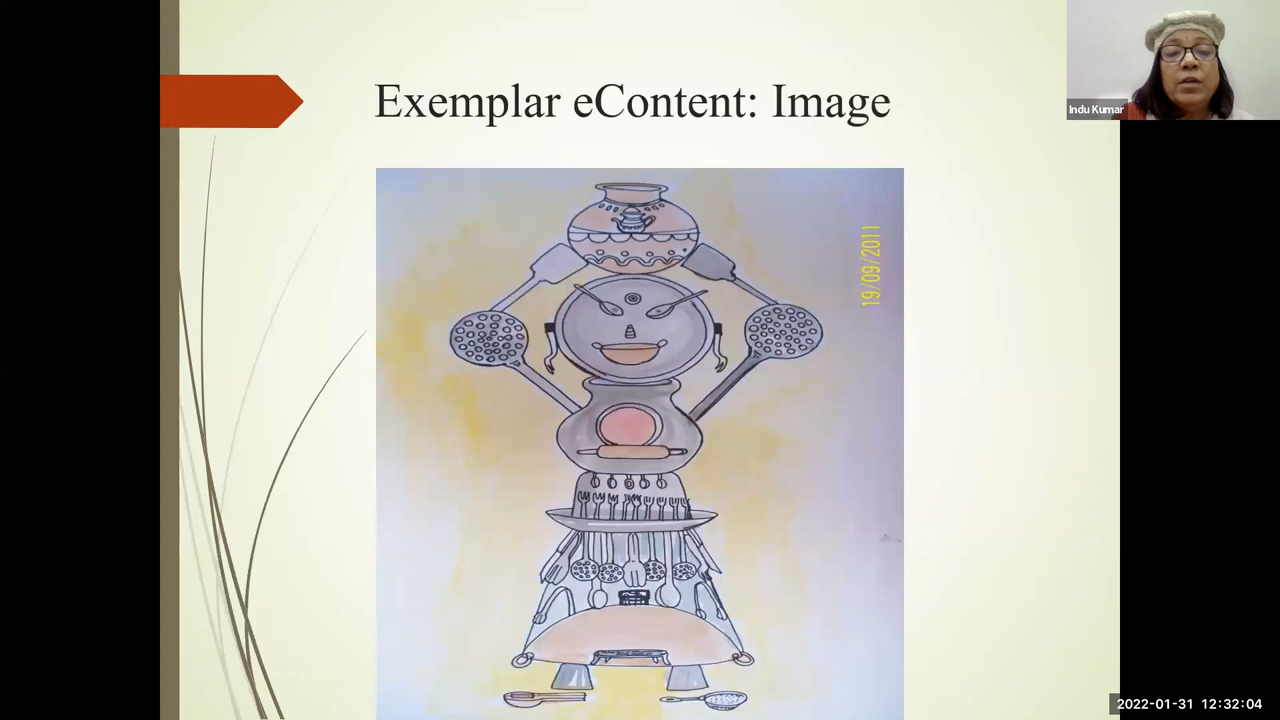 Exemplar eContent: Image
Indu Kumar
19/09/2011
2022-01-31 12:32:04